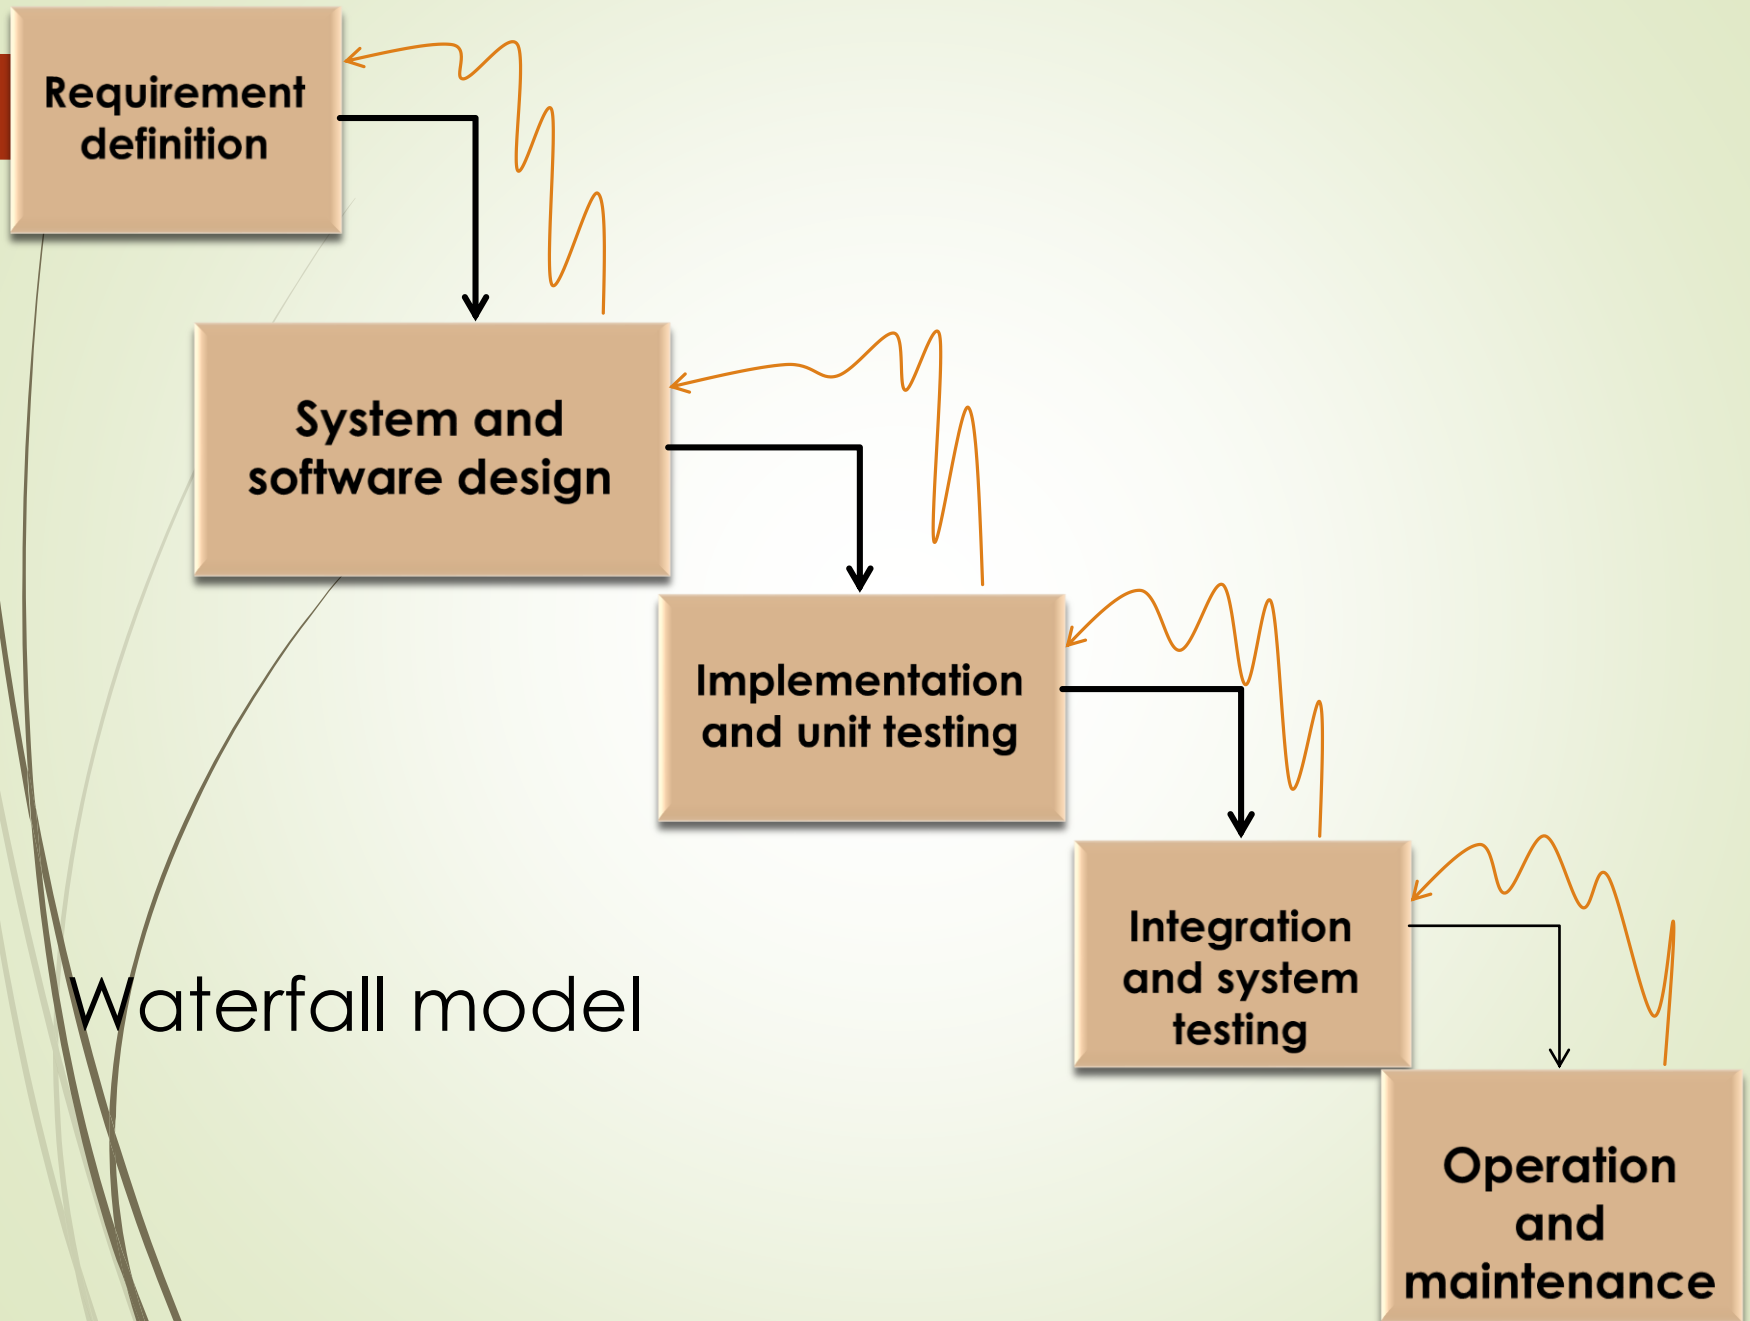 Requirement
definition
System and
software design
Implementation
and unit testing
Integration
and system
testing
Operation
and
maintenance
Waterfall model